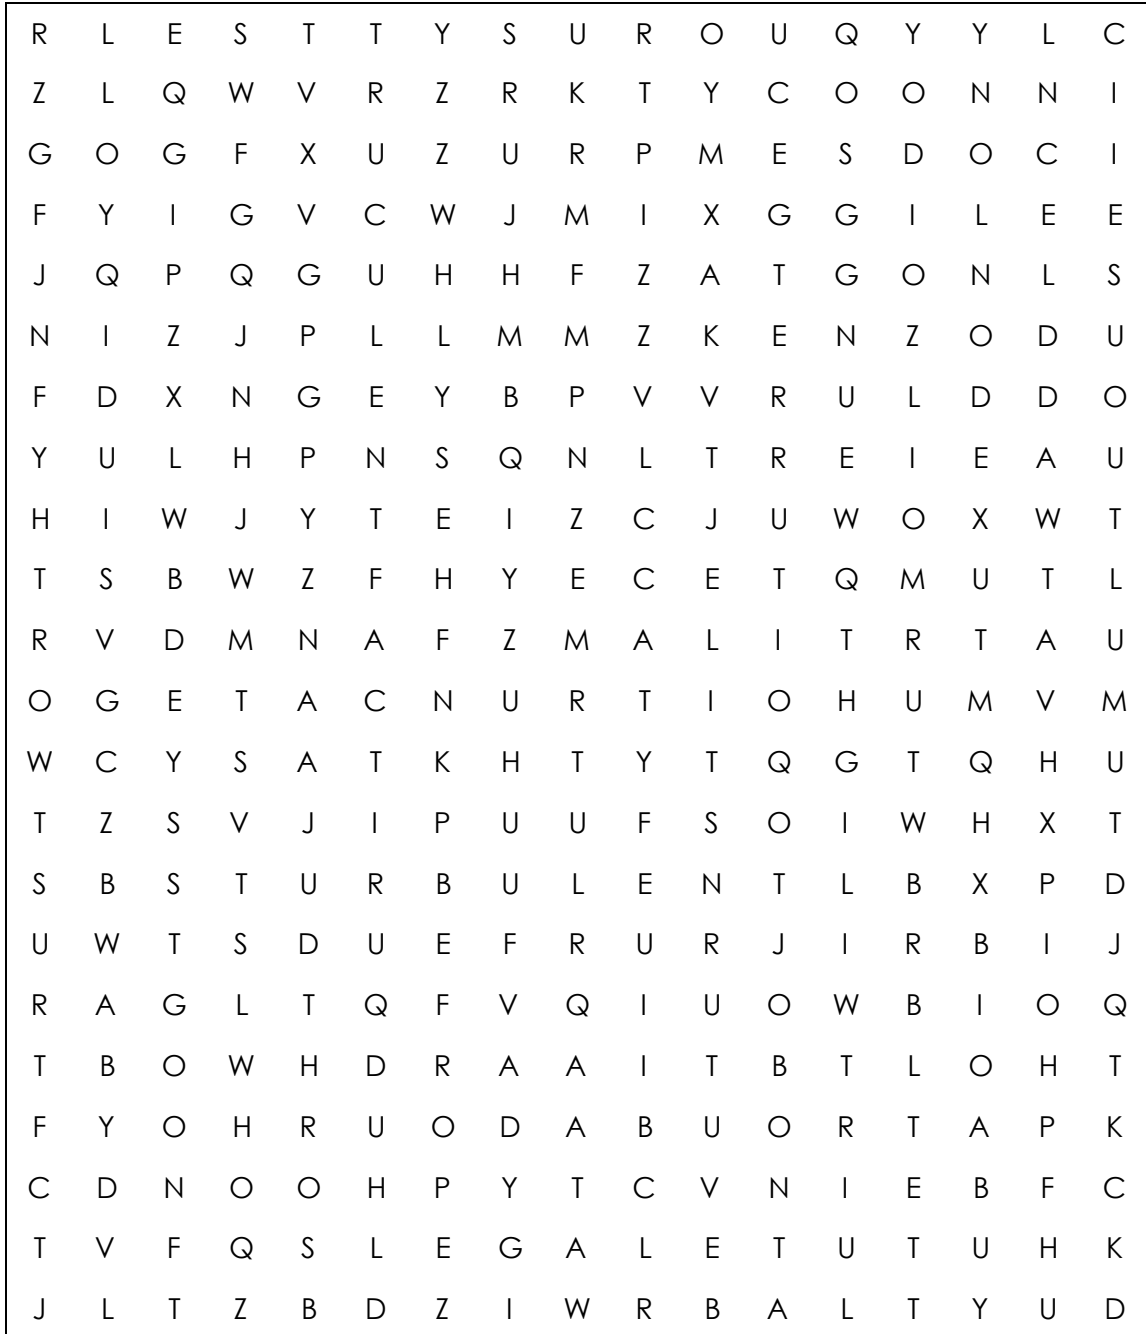 R L E S T T Y S U R O U Q Y Y L C
Z L Q W V R Z R K T Y C O O N N I
G O G F X U Z U R P M E S D O C I
F Y I G V C W J M I X G G I L E E
J Q P Q G U H H F Z A T G O N L S
N I Z J P L L M M Z K E N Z O D U
F D X N G E Y B P V V R U L D D O
Y U L H P N S Q N L T R E I E A U
H I W J Y T E I Z C J U W O X W T
T S B W Z F H Y E C E T Q M U T L
R V D M N A F Z M A L I T R T A U
O G E T A C N U R T I O H U M V M
W C Y S A T K H T Y T Q G T Q H U
T Z S V J I P U U F S O I W H X T
S B S T U R B U L E N T L B X P D
U W T S D U E F R U R J I R B I J
R A G L T Q F V Q I U O W B I O Q
T B O W H D R A A I T B T L O H T
F Y O H R U O D A B U O R T A P K
C D N O O H P Y T C V N I E B F C
T V F Q S L E G A L E T U T U H K
J L T Z B D Z I W R B A L T Y U D